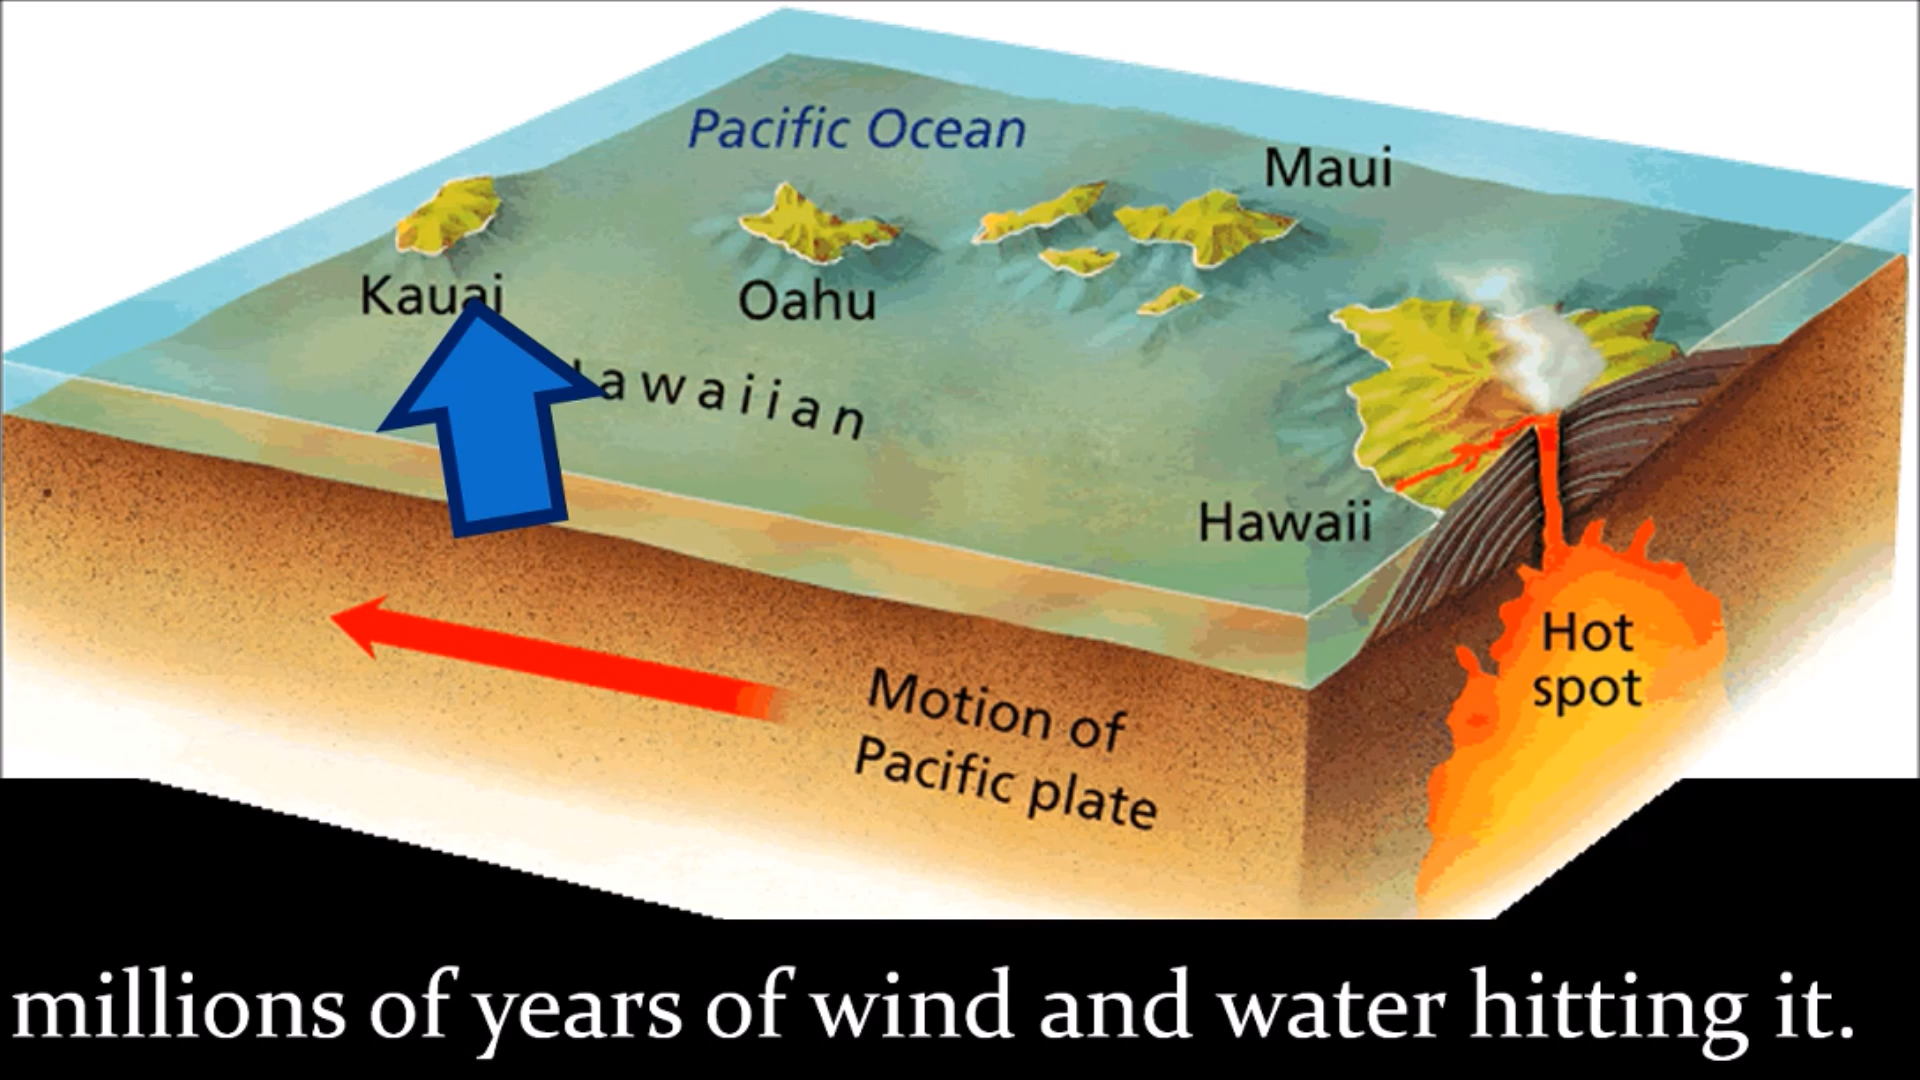 Pacific Ocean
Maui
Kauai
Oahu
awaiian
Hawaii
Hot
spot
Motion of
Pacific plate
millions of years of wind and water hitting it.